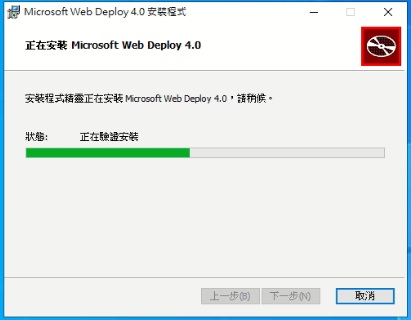 Microsoft Web Deploy 4.0 安裝程式
正在安裝 Microsoft Web Deploy 4.0
安裝程式精靈正在安裝 Microsoft Web Deploy 4.0，請稍候。
狀態: 正在驗證安裝
上一步(B) 下一步(N) 取消